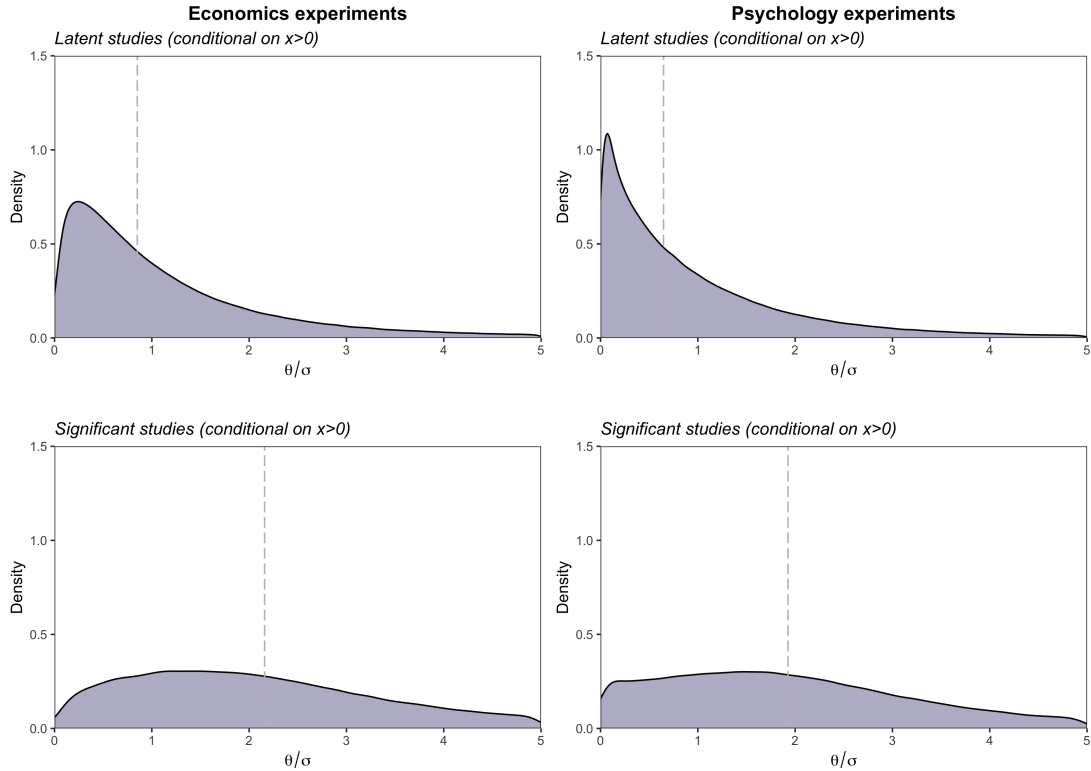 Economics experiments
Latent studies (conditional on x>0)
1.5
1.0
0.5
0.0
Density
0 1 2 3 4 5
θ/σ
Psychology experiments
Latent studies (conditional on x>0)
1.5
1.0
0.5
0.0
Density
0 1 2 3 4 5
θ/σ
Significant studies (conditional on x>0)
1.5
1.0
0.5
0.0
Density
0 1 2 3 4 5
θ/σ
Significant studies (conditional on x>0)
1.5
1.0
0.5
0.0
Density
0 1 2 3 4 5
θ/σ